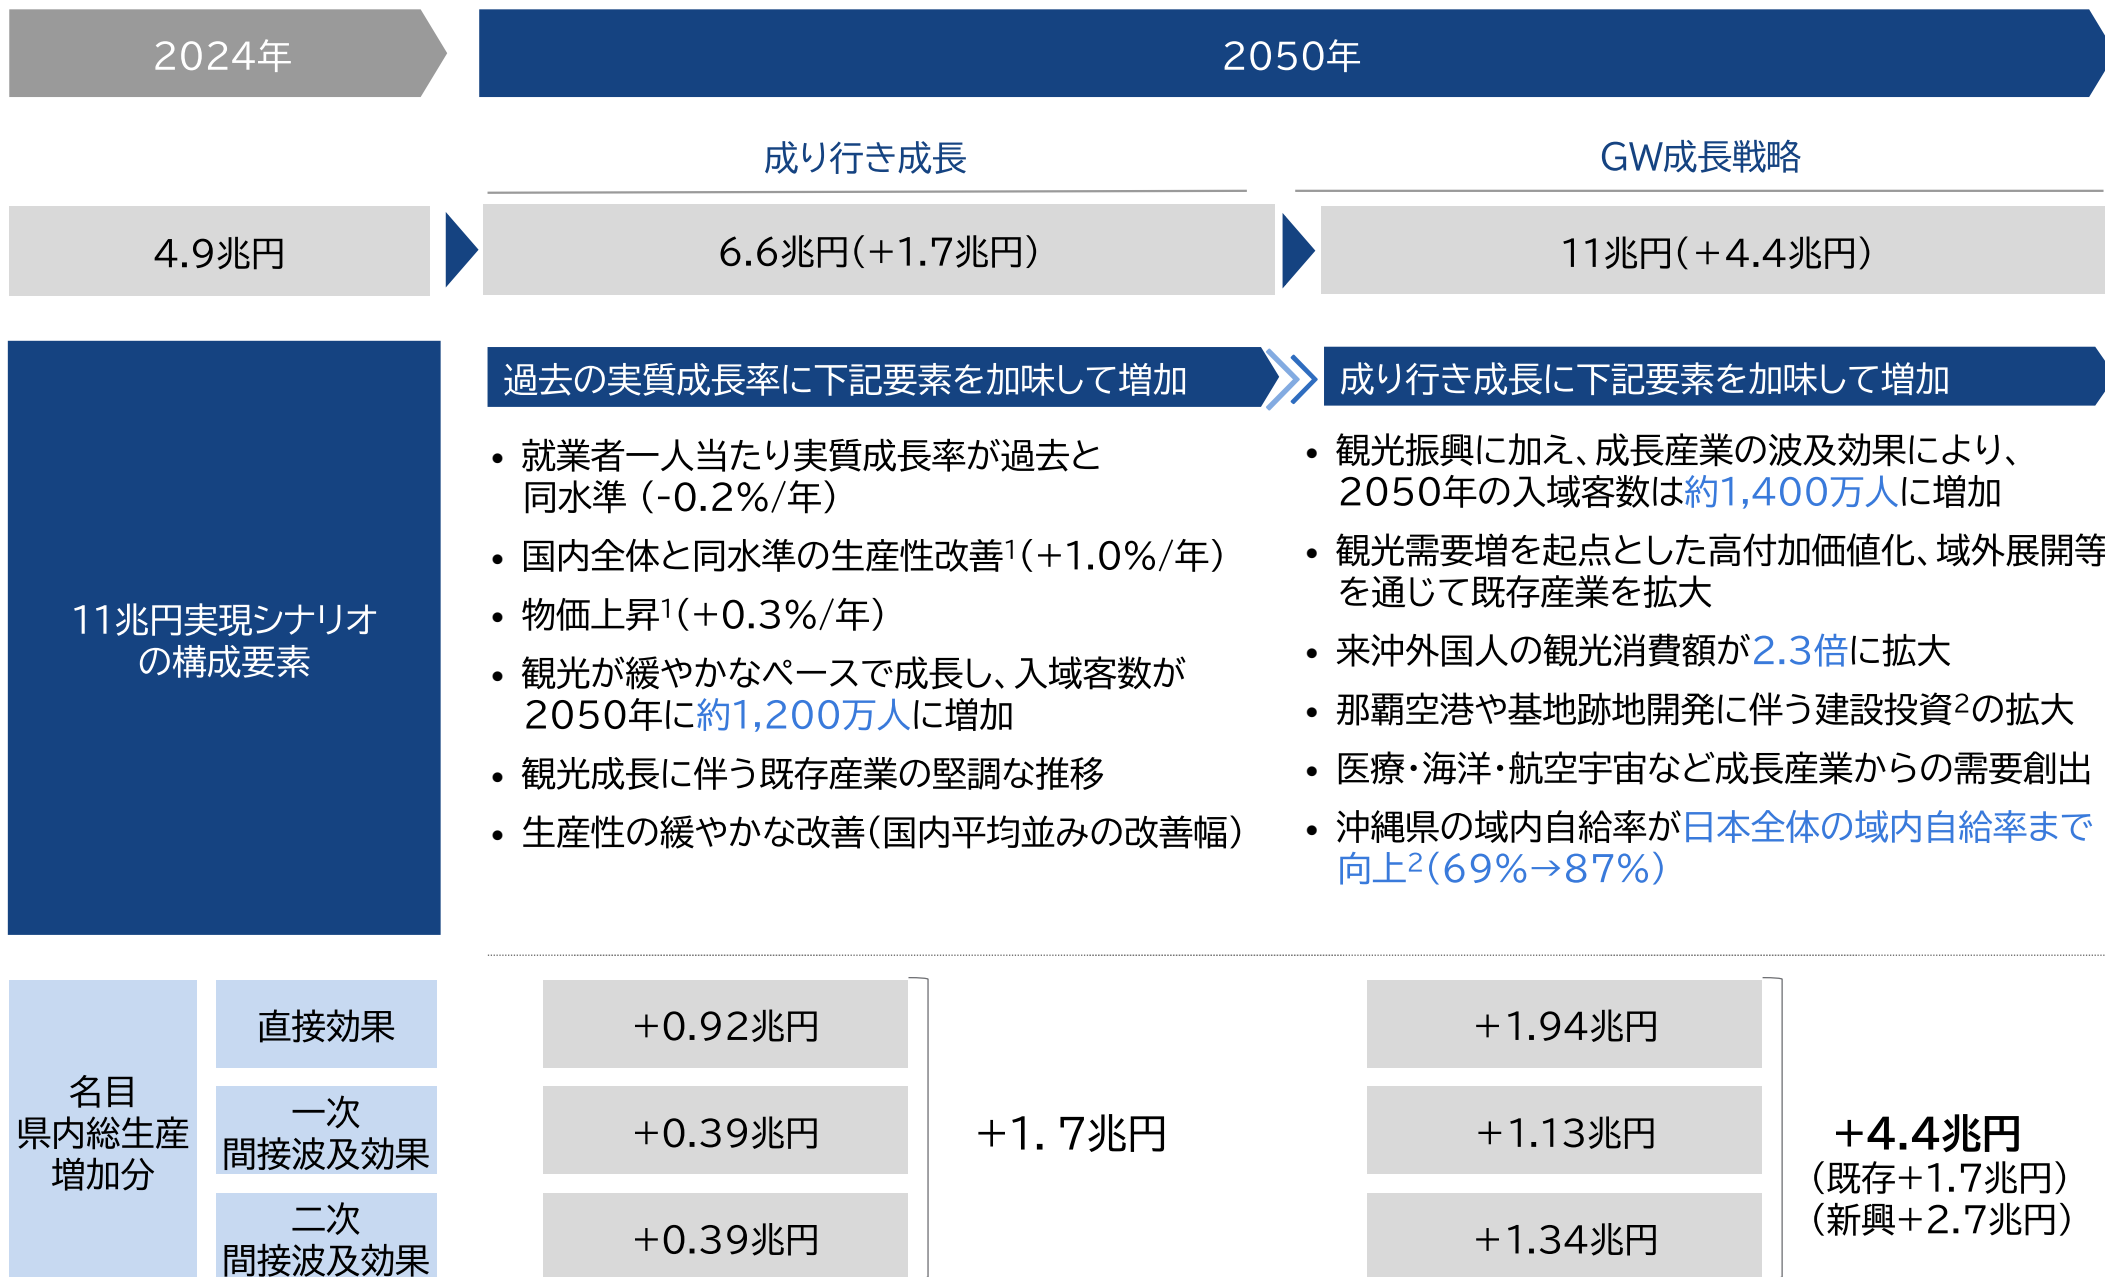 2024年
2050年
成り行き成長
GW成長戦略
4.9兆円
6.6兆円(+1.7兆円)
11兆円(+4.4兆円)
11兆円実現シナリオ
の構成要素
過去の実質成長率に下記要素を加味して増加
• 就業者一人当たり実質成長率が過去と
同水準 (-0.2%/年)
• 国内全体と同水準の生産性改善¹(+1.0%/年)
• 物価上昇¹(+0.3%/年)
• 観光が緩やかなペースで成長し、入域客数が
2050年に約1,200万人に増加
• 観光成長に伴う既存産業の堅調な推移
• 生産性の緩やかな改善(国内平均並みの改善幅)
成り行き成長に下記要素を加味して増加
• 観光振興に加え、成長産業の波及効果により、
2050年の入域客数は約1,400万人に増加
• 観光需要増を起点とした高付加価値化、域外展開等
を通じて既存産業を拡大
• 来沖外国人の観光消費額が2.3倍に拡大
• 那覇空港や基地跡地開発に伴う建設投資²の拡大
• 医療・海洋・航空宇宙など成長産業からの需要創出
• 沖縄県の域内自給率が日本全体の域内自給率まで
向上²(69%→87%)
名目
県内総生産
増加分
直接効果
+0.92兆円
+1.94兆円
一次
間接波及効果
+0.39兆円
+1.13兆円
二次
間接波及効果
+0.39兆円
+1.34兆円
+1. 7兆円
+4.4兆円
(既存+1.7兆円)
(新興+2.7兆円)